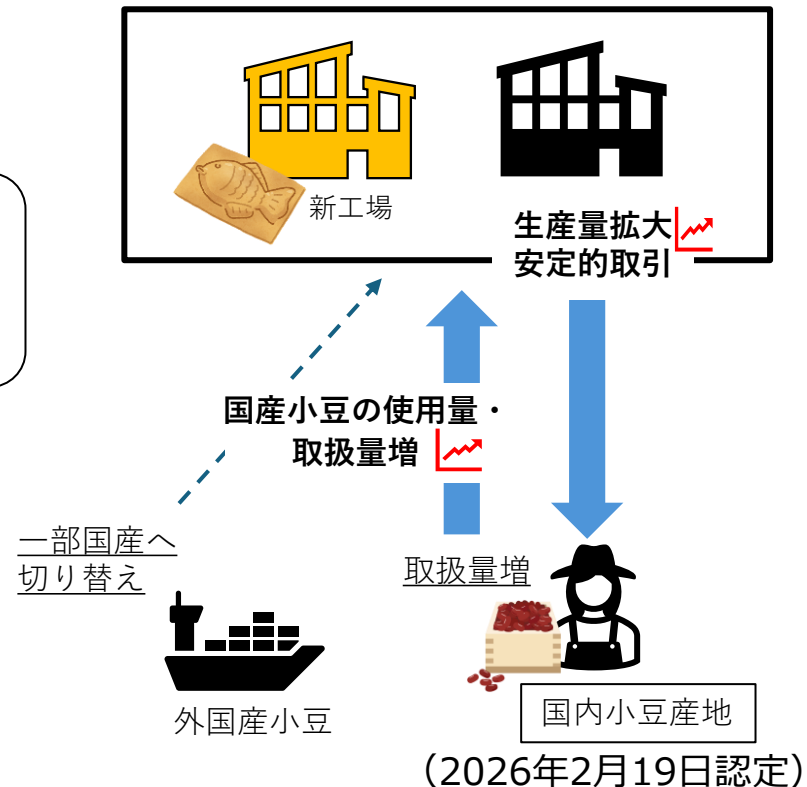 新工場
生産量拡大
安定的取引
国産小豆の使用量・
取扱量増
一部国産へ
切り替え
取扱量増
外国産小豆
国内小豆産地
（2026年2月19日認定）